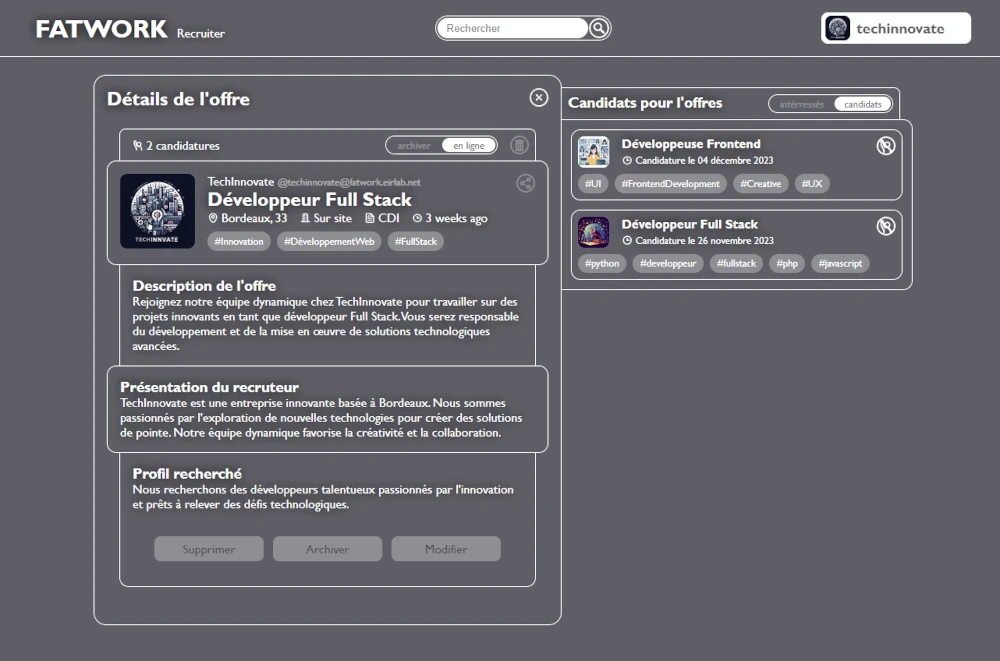 FATWORK Recruiter
Rechercher
techinnovate
Détails de l'offre
2 candidatures
archiver en ligne
TECHINNVATE
TechInnovate @techinnovate@fatwork.eirlab.net
Développeur Full Stack
Bordeaux, 33 Sur site CDI 3 weeks ago
#Innovation #DéveloppementWeb #FullStack
Description de l'offre
Rejoignez notre équipe dynamique chez TechInnovate pour travailler sur des
projets innovants en tant que développeur Full Stack. Vous serez responsable
du développement et de la mise en œuvre de solutions technologiques
avancées.
Présentation du recruteur
TechInnovate est une entreprise innovante basée à Bordeaux. Nous sommes
passionnés par l'exploration de nouvelles technologies pour créer des solutions
de pointe. Notre équipe dynamique favorise la créativité et la collaboration.
Profil recherché
Nous recherchons des développeurs talentueux passionnés par l'innovation
et prêts à relever des défis technologiques.
Supprimer Archiver Modifier
Candidats pour l'offres
intérressés candidats
Développeuse Frontend
Candidature le 04 décembre 2023
#UI #FrontendDevelopment #Creative #UX
Développeur Full Stack
Candidature le 26 novembre 2023
#python #developpeur #fullstack #php #javascript